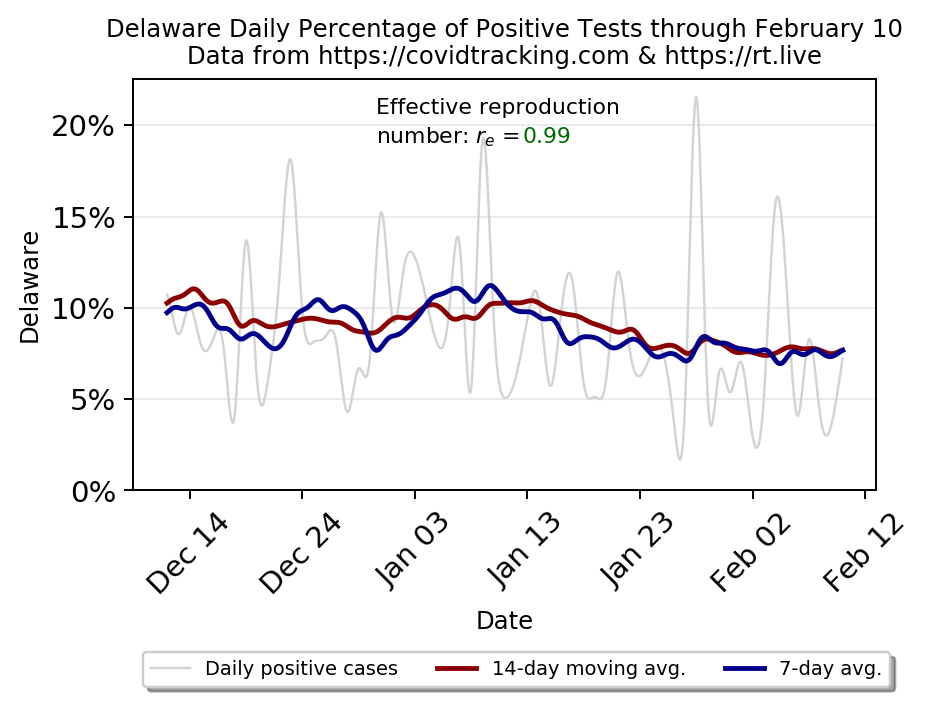 Delaware Daily Percentage of Positive Tests through February 10
Data from https://covidtracking.com & https://rt.live
Effective reproduction
number: rₑ =0.99
20%
15%
10%
5%
0%
Delaware
Dec 14
Dec 24
Jan 03
Jan 13
Jan 23
Feb 02
Feb 12
Date
Daily positive cases
14-day moving avg.
7-day avg.